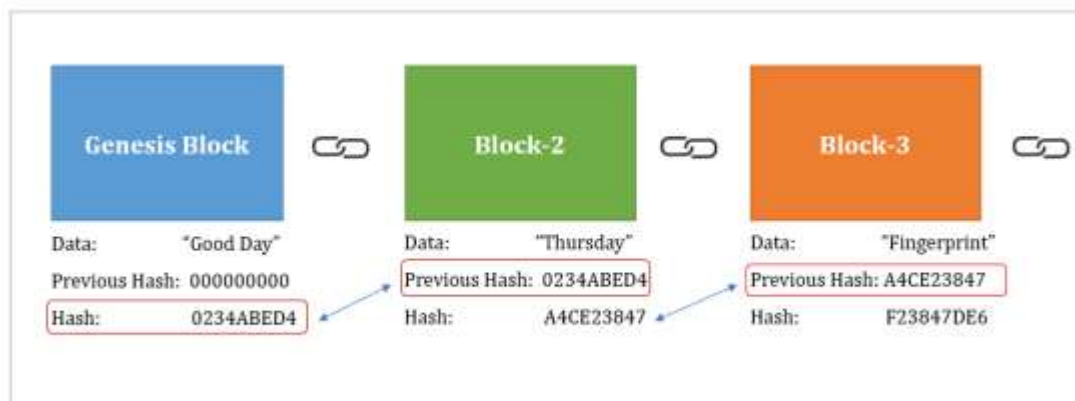 Genesis Block
Block-2
Block-3
Data: “Good Day”
Previous Hash: 000000000
Hash: 0234ABED4
Data: “Thursday”
Previous Hash: 0234ABED4
Hash: A4CE23847
Data: “Fingerprint”
Previous Hash: A4CE23847
Hash: F23847DE6